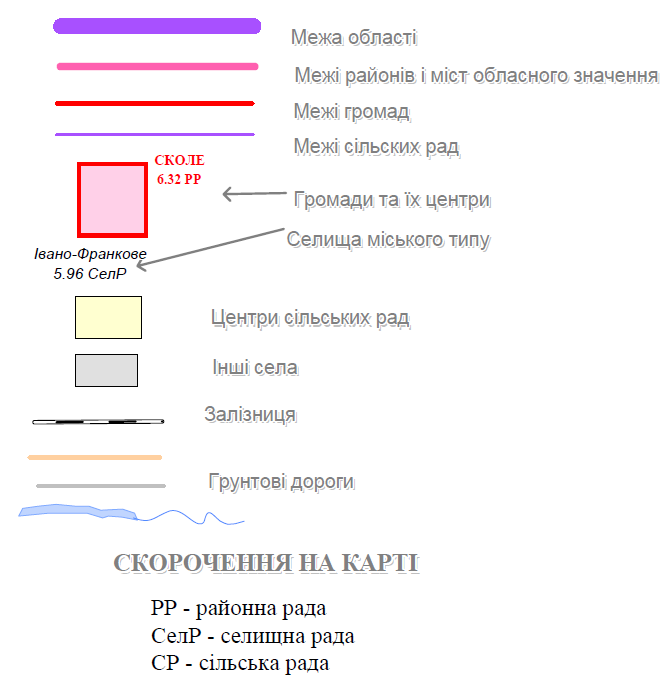 Межа області
Межі районів і міст обласного значення
Межі громад
Межі сільских рад
СКОЛЕ
6.32 РР
Громади та їх центри
Селища міського типу
Івано-Франкове
5.96 СелР
Центри сільських рад
Інші села
Залізниця
Грунтові дороги
СКОРОЧЕННЯ НА КАРТІ
РР - районна рада
СелР - селищна рада
СР - сільська рада